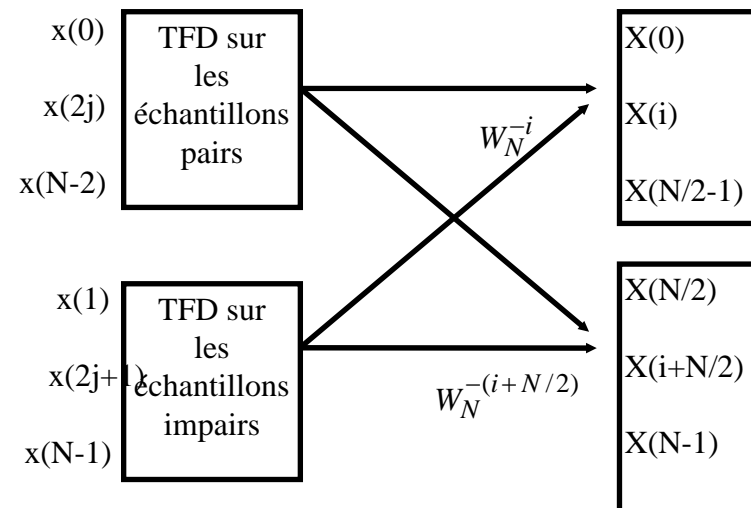 x(0)
x(2j)
x(N-2)
TFD sur
les
échantillons
pairs
X(0)
X(i)
X(N/2-1)
W_N^{-i}
x(1)
x(2j+1)
x(N-1)
TFD sur
les
échantillons
impairs
W_N^{-(i+N/2)}
X(N/2)
X(i+N/2)
X(N-1)